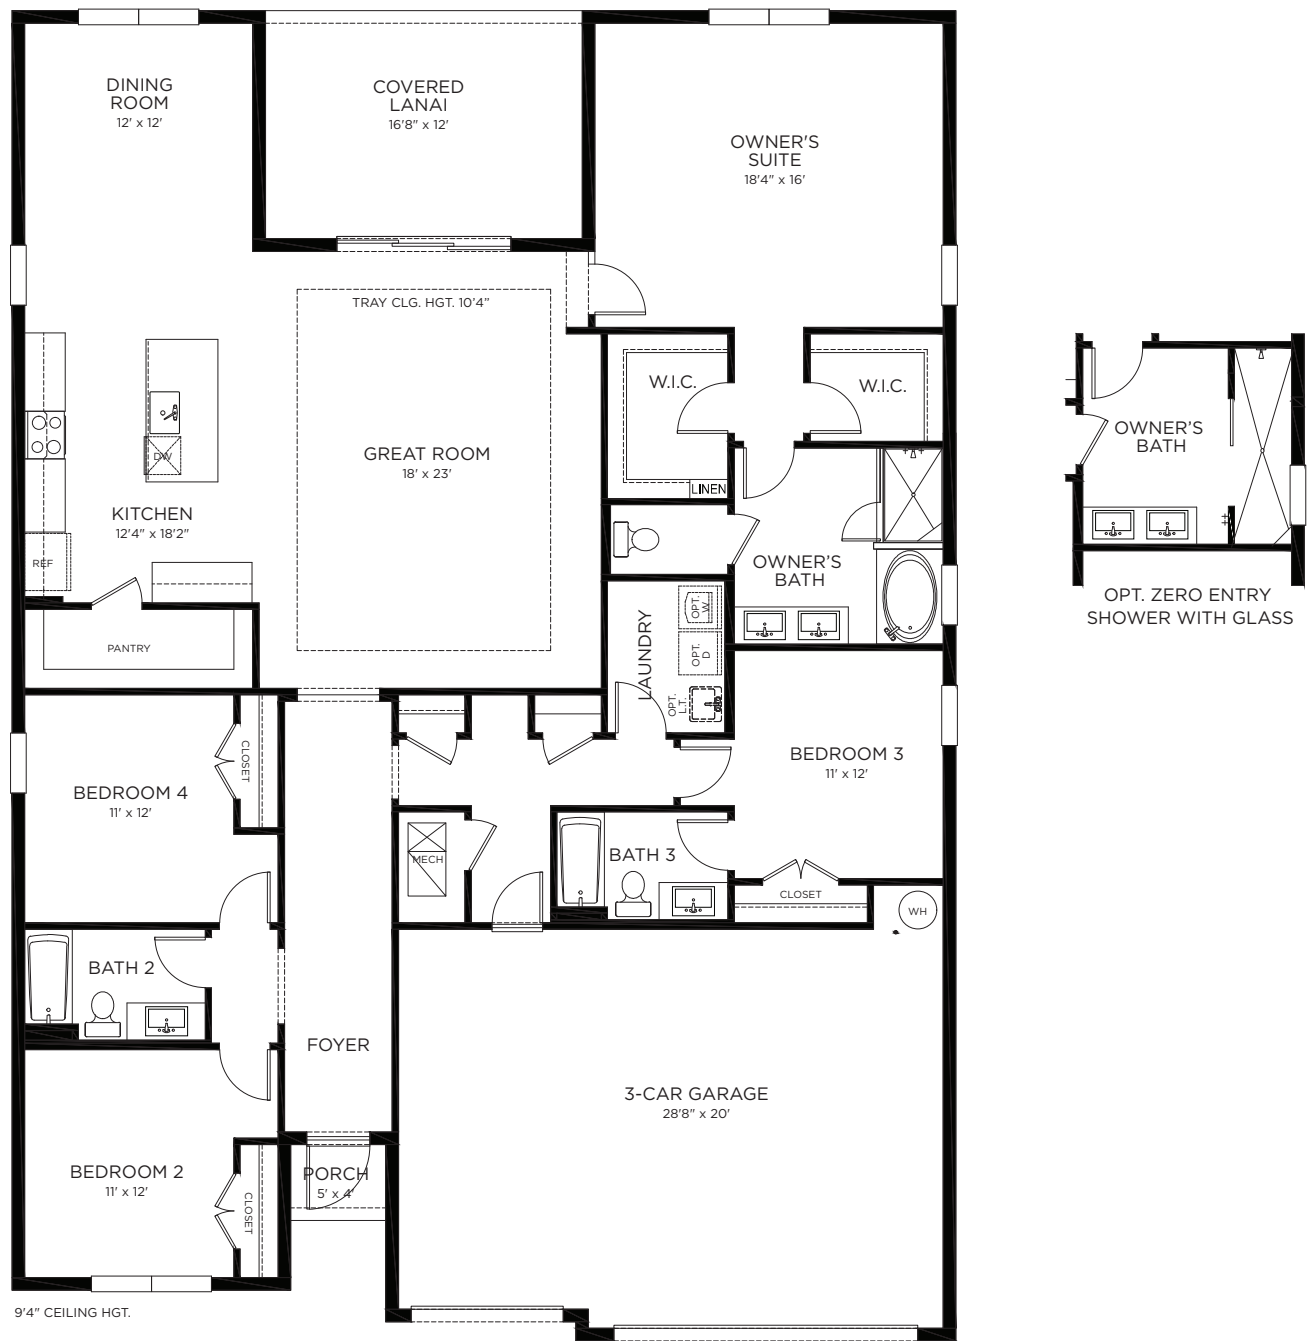 DINING
ROOM
12' x 12'
COVERED
LANAI
16'8" x 12'
OWNER'S
SUITE
18'4" x 16'
TRAY CLG. HGT. 10'4"
W.I.C.
W.I.C.
GREAT ROOM
18' x 23'
DW
LINEN
KITCHEN
12'4" x 18'2"
REF
OWNER'S
BATH
PANTRY
LAUNDRY
OPT.
W
OPT.
D
OPT.
L.T.
OWNER'S
BATH
OPT. ZERO ENTRY
SHOWER WITH GLASS
BEDROOM 4
11' x 12'
CLOSET
BEDROOM 3
11' x 12'
MECH
BATH 3
CLOSET
WH
BATH 2
FOYER
3-CAR GARAGE
28'8" x 20'
BEDROOM 2
11' x 12'
CLOSET
PORCH
5' x 4'
9'4" CEILING HGT.